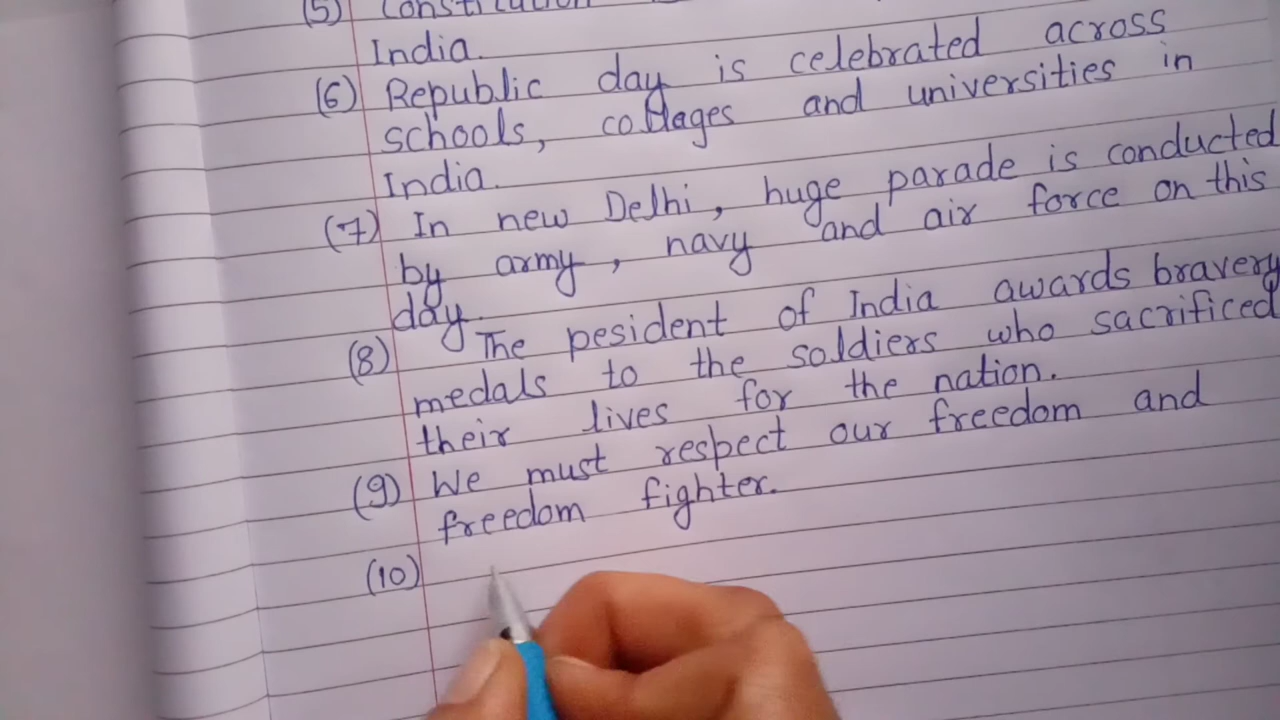 (5) Constitution
India.
(6) Republic day is celebrated across
schools, collages and universities in
India.
(7) In new Delhi, huge parade is conducted
by army, navy and air force on this
day.
(8) The pesident of India awards bravery
medals to the soldiers who sacrificed
their lives for the nation.
(9) We must respect our freedom and
freedom fighter.
(10)